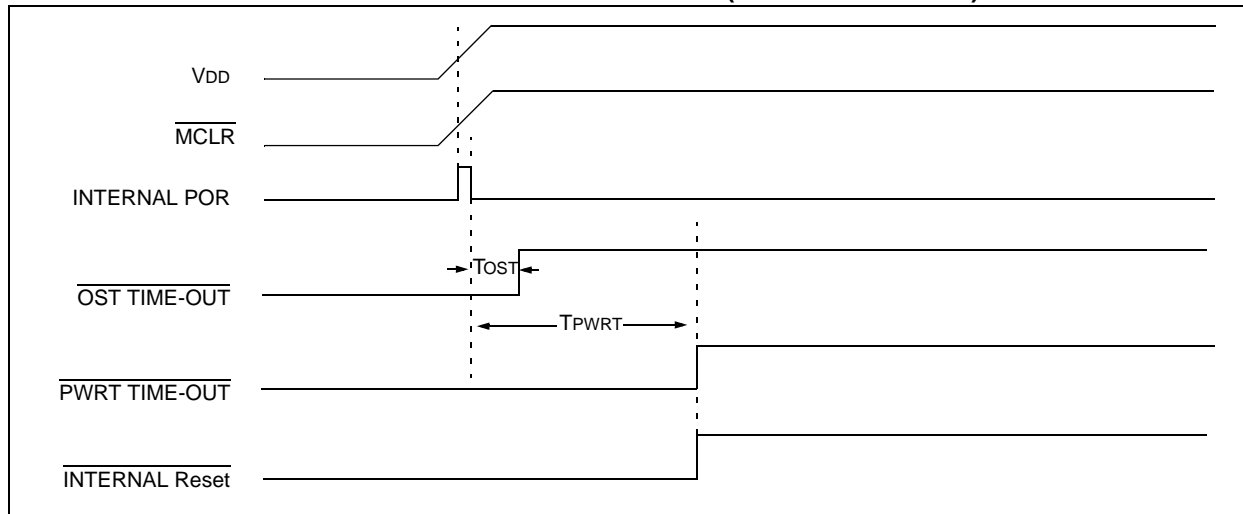 VDD
MCLR
INTERNAL POR
TOST
OST TIME-OUT
TPWRT
PWRT TIME-OUT
INTERNAL Reset